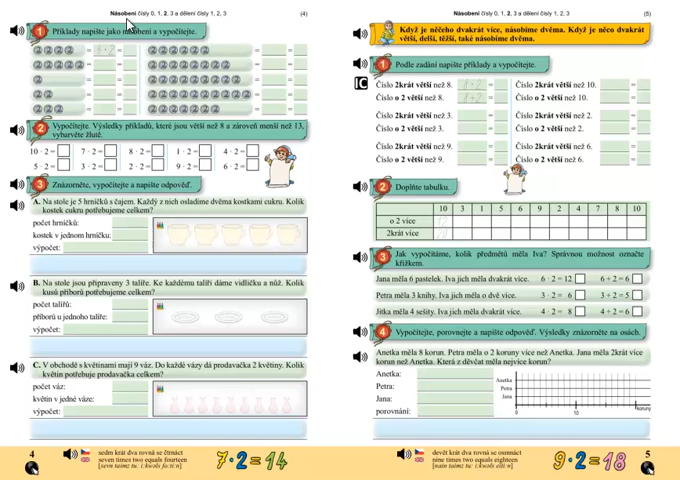 Násobení čísly 0, 1, 2, 3 a dělení čísly 1, 2, 3 (4)
1 Příklady napište jako násobení a vypočítejte.
2 Vypočítejte. Výsledky příkladů, které jsou větší než 8 a zároveň menší než 13,
vybarvěte žlutě.
10 · 2 = 7 · 2 = 8 · 2 = 1 · 2 = 4 · 2 =
5 · 2 = 3 · 2 = 2 · 2 = 9 · 2 = 6 · 2 =
3 Znázorněte, vypočítejte a napište odpověď.
A. Na stole je 5 hrníčků s čajem. Každý z nich osladíme dvěma kostkami cukru. Kolik
kostek cukru potřebujeme celkem?
počet hrníčků:
kostek v jednom hrníčku:
výpočet:
B. Na stole jsou připraveny 3 talíře. Ke každému talíři dáme vidličku a nůž. Kolik
kusů příborů potřebujeme celkem?
počet talířů:
příborů u jednoho talíře:
výpočet:
C. V obchodě s květinami mají 9 váz. Do každé vázy dá prodavačka 2 květiny. Kolik
květin potřebuje prodavačka celkem?
počet váz:
květin v jedné váze:
výpočet:
4
sedm krát dva rovná se čtrnáct
seven times two equals fourteen
7 · 2 = 14
Násobení čísly 0, 1, 2, 3 a dělení čísly 1, 2, 3 (5)
Když je něčeho dvakrát více, násobíme dvěma. Když je něco dvakrát
větší, delší, těžší, také násobíme dvěma.
1 Podle zadání napište příklady a vypočítejte.
IC
Číslo 2krát větší než 8. 8 · 2 = Číslo 2krát větší než 10. =
Číslo o 2 větší než 8. 8 + 2 = Číslo o 2 větší než 10. =
Číslo 2krát větší než 3. = Číslo 2krát větší než 2. =
Číslo o 2 větší než 3. = Číslo o 2 větší než 2. =
Číslo 2krát větší než 9. = Číslo 2krát větší než 6. =
Číslo o 2 větší než 9. = Číslo o 2 větší než 6. =
2 Doplňte tabulku.
10 3 1 5 6 9 2 4 7 8 10
o 2 více
2krát více
3 Jak vypočítáme, kolik předmětů měla Iva? Správnou možnost označte
křížkem.
Jana měla 6 pastelek. Iva jich měla dvakrát více. 6 · 2 = 12 6 + 2 = 8
Petra měla 3 knihy. Iva jich měla o dvě více. 3 · 2 = 6 3 + 2 = 5
Jitka měla 4 sešity. Iva jich měla dvakrát více. 4 · 2 = 8 4 + 2 = 6
4 Vypočítejte, porovnejte a napište odpověď. Výsledky znázorněte na osách.
Anetka měla 8 korun. Petra měla o 2 koruny více než Anetka. Jana měla 2krát více
korun než Anetka. Která z děvčat měla nejvíce korun?
Anetka:
Petra:
Jana:
porovnání:
Anetka
Petra
Jana
0 10 koruny
devět krát dva rovná se osmnáct
nine times two equals eighteen
9 · 2 = 18
5